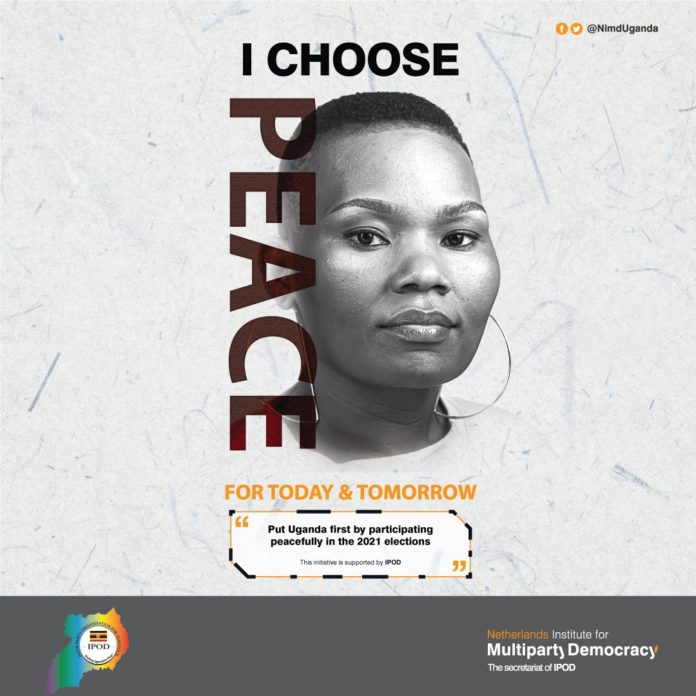 @NimdUganda
I CHOOSE
PEACE
FOR TODAY & TOMORROW
“
Put Uganda first by participating
peacefully in the 2021 elections
This initiative is supported by IPOD
”
IPOD
Netherlands Institute for
Multiparty Democracy
The secretariat of IPOD